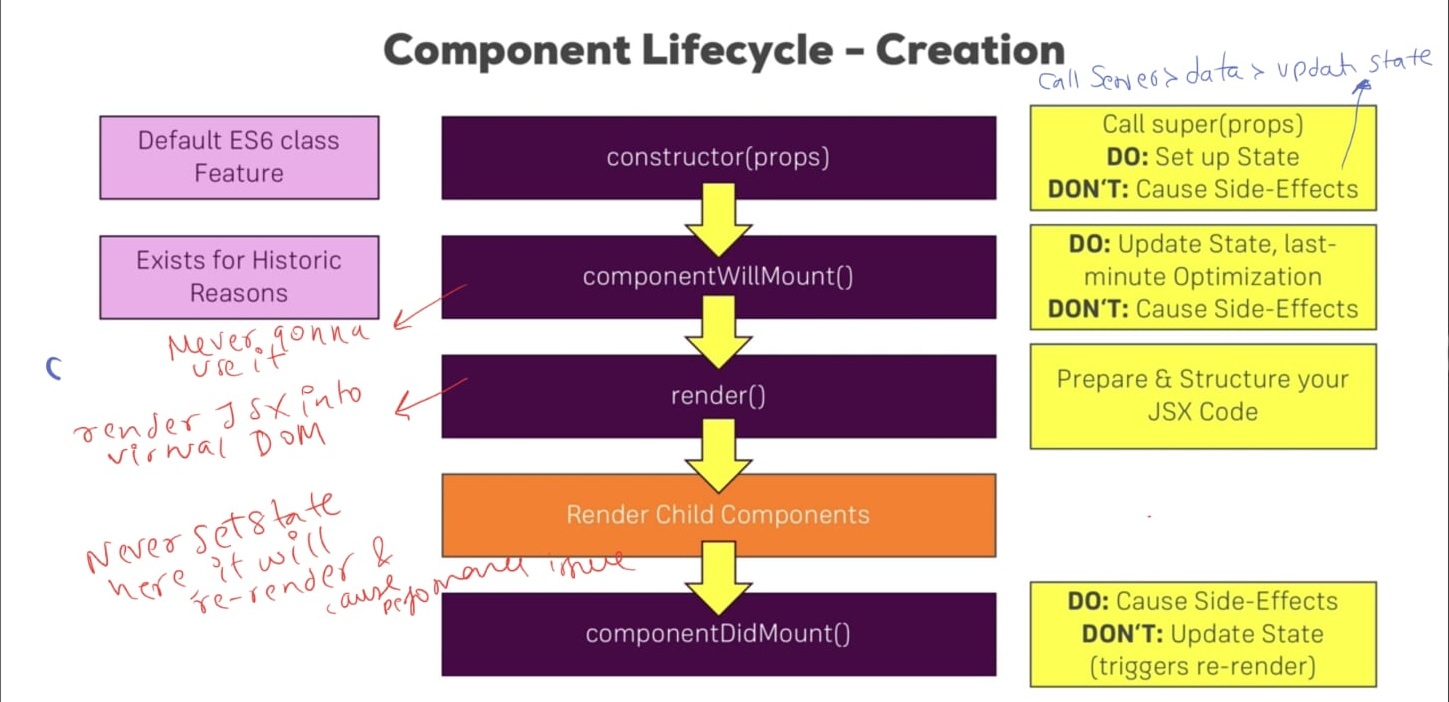 Component Lifecycle - Creation
Call Server > data > updat state
Default ES6 class
Feature
constructor(props)
Call super(props)
DO: Set up State
DON'T: Cause Side-Effects
Exists for Historic
Reasons
componentWillMount()
DO: Update State, last-
minute Optimization
DON'T: Cause Side-Effects
Never gonna
use it
render()
Prepare & Structure your
JSX Code
render JSX into
virtual DOM
Render Child Components
Never setstate
here, it will
re-render &
cause performance issue
componentDidMount()
DO: Cause Side-Effects
DON'T: Update State
(triggers re-render)